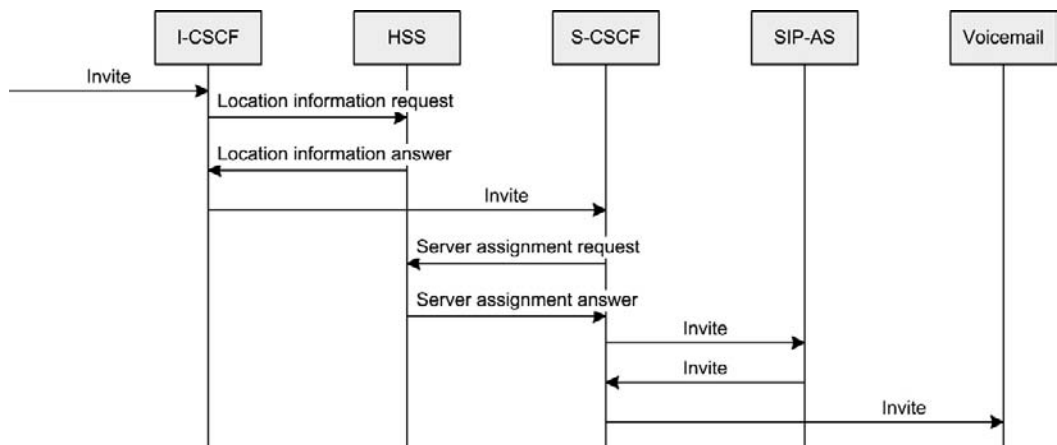 I-CSCF HSS S-CSCF SIP-AS Voicemail
Invite
Location information request
Location information answer
Invite
Server assignment request
Server assignment answer
Invite
Invite
Invite